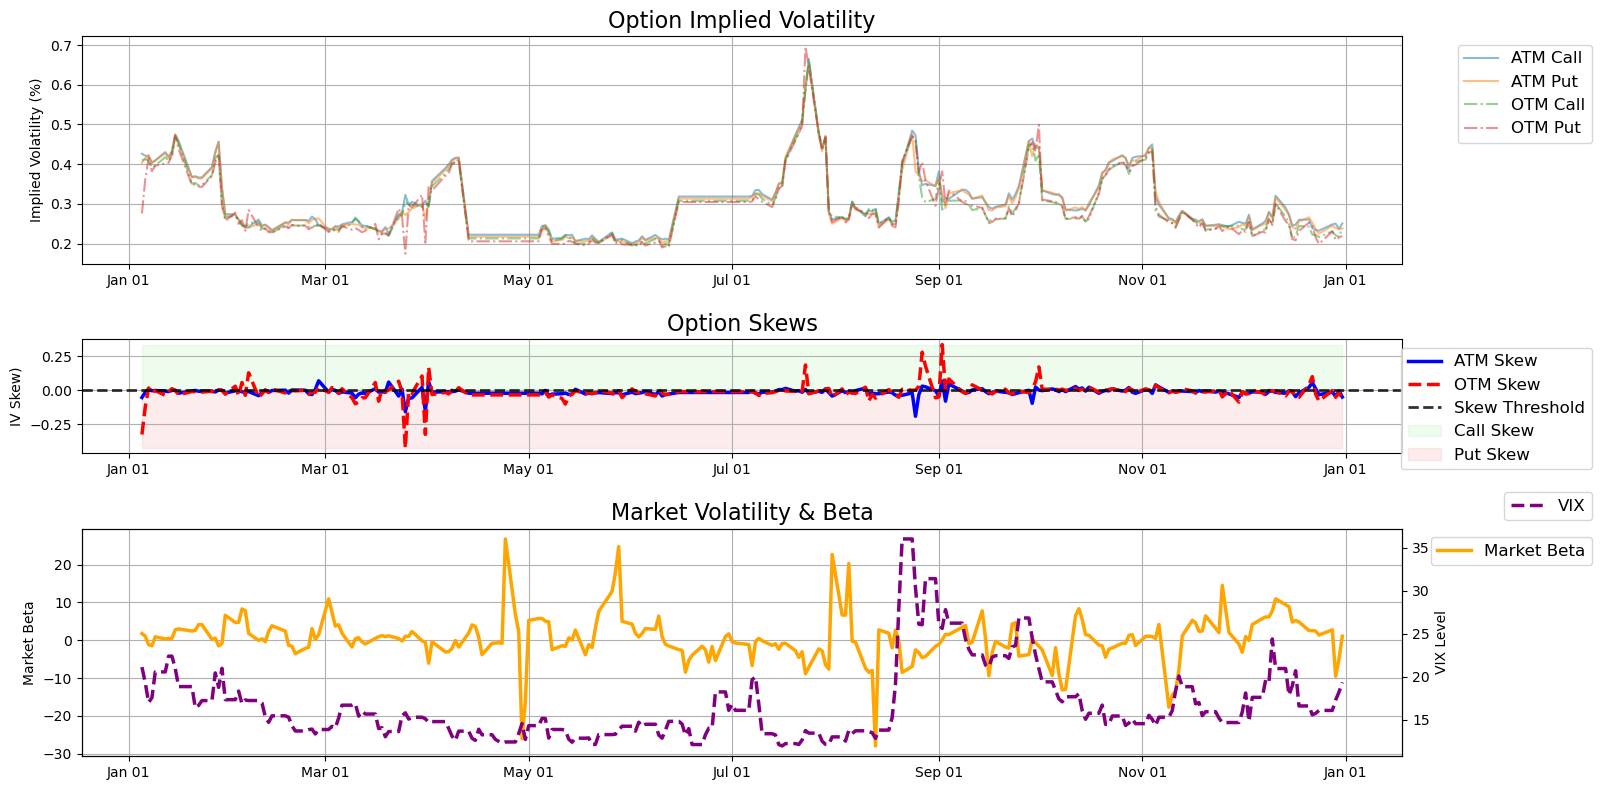 Option Implied Volatility
Implied Volatility (%)
0.7
0.6
0.5
0.4
0.3
0.2
Jan 01 Mar 01 May 01 Jul 01 Sep 01 Nov 01 Jan 01
ATM Call
ATM Put
OTM Call
OTM Put
Option Skews
IV Skew)
0.25
0.00
−0.25
Jan 01 Mar 01 May 01 Jul 01 Sep 01 Nov 01 Jan 01
ATM Skew
OTM Skew
Skew Threshold
Call Skew
Put Skew
Market Volatility & Beta
Market Beta
20
10
0
−10
−20
−30
Jan 01 Mar 01 May 01 Jul 01 Sep 01 Nov 01 Jan 01
35
30
25
20
15
VIX Level
VIX
Market Beta